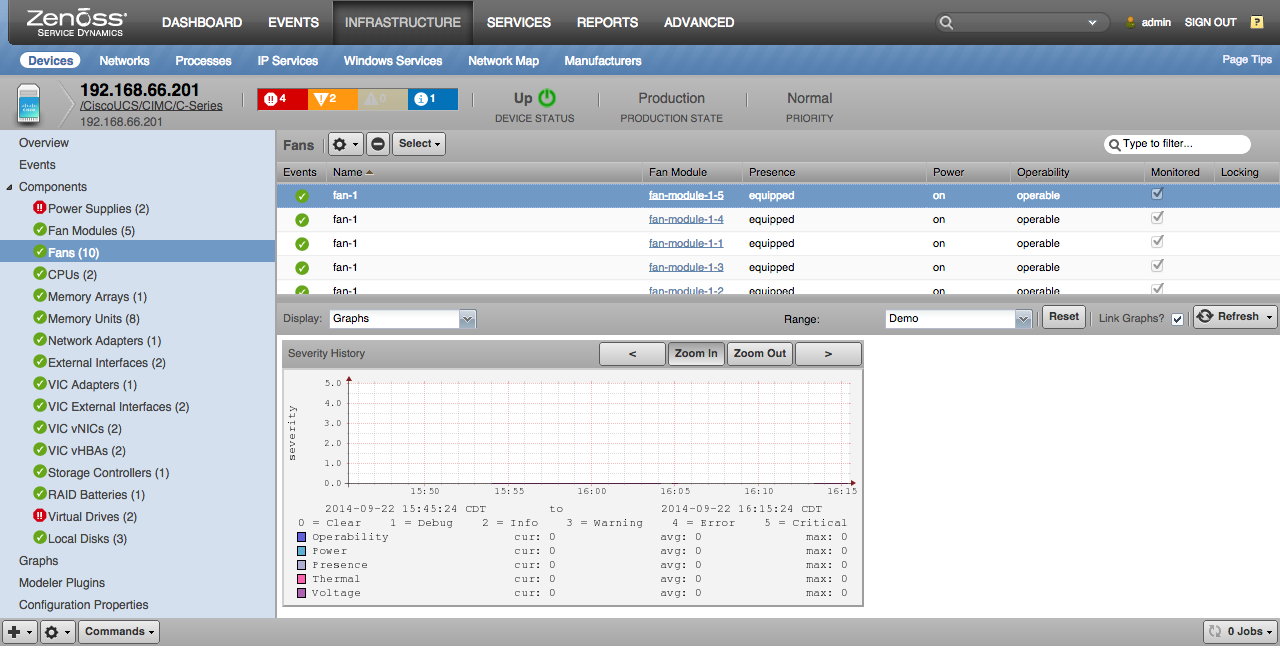 Zenoss DASHBOARD EVENTS INFRASTRUCTURE SERVICES REPORTS ADVANCED admin SIGN OUT ?
SERVICE DYNAMICS
Devices Networks Processes IP Services Windows Services Network Map Manufacturers Page Tips
192.168.66.201
/CiscoUCS/CIMC/C-Series
192.168.66.201
4 2 0 1
Up Production Normal
DEVICE STATUS PRODUCTION STATE PRIORITY
Overview
Events
Components
Power Supplies (2)
Fan Modules (5)
Fans (10)
CPUs (2)
Memory Arrays (1)
Memory Units (8)
Network Adapters (1)
External Interfaces (2)
VIC Adapters (1)
VIC External Interfaces (2)
VIC vNICs (2)
VIC vHBAs (2)
Storage Controllers (1)
RAID Batteries (1)
Virtual Drives (2)
Local Disks (3)
Graphs
Modeler Plugins
Configuration Properties
Fans Select Type to filter...
Events Name Fan Module Presence Power Operability Monitored Locking
fan-1 fan-module-1-5 equipped on operable
fan-1 fan-module-1-4 equipped on operable
fan-1 fan-module-1-1 equipped on operable
fan-1 fan-module-1-3 equipped on operable
fan-1 fan-module-1-2 equipped on operable
Display: Graphs Range: Demo Reset Link Graphs? Refresh
Severity History < Zoom In Zoom Out >
severity
5.0
4.0
3.0
2.0
1.0
0.0
15:50 15:55 16:00 16:05 16:10 16:15
2014-09-22 15:45:24 CDT to 2014-09-22 16:15:24 CDT
0 = Clear 1 = Debug 2 = Info 3 = Warning 4 = Error 5 = Critical
Operability cur: 0 avg: 0 max: 0
Power cur: 0 avg: 0 max: 0
Presence cur: 0 avg: 0 max: 0
Thermal cur: 0 avg: 0 max: 0
Voltage cur: 0 avg: 0 max: 0
Commands 0 Jobs